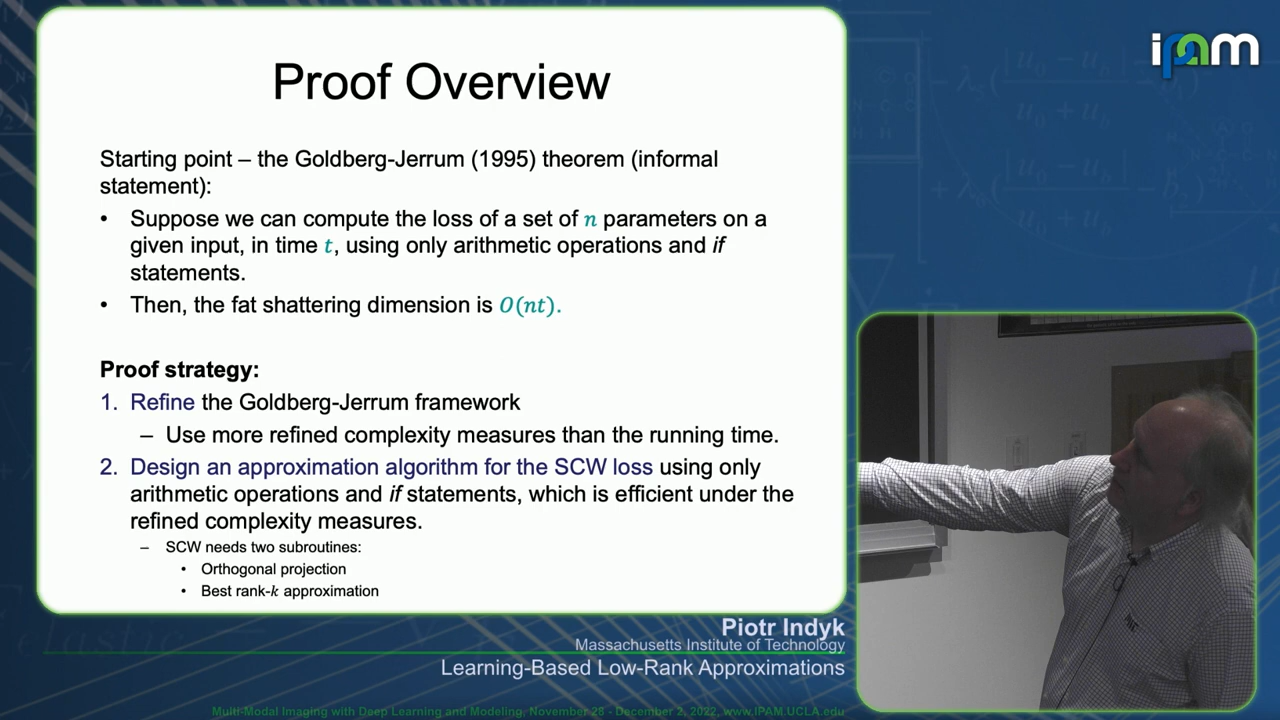 ipam
Proof Overview
Starting point – the Goldberg-Jerrum (1995) theorem (informal
statement):
• Suppose we can compute the loss of a set of n parameters on a
given input, in time t, using only arithmetic operations and if
statements.
• Then, the fat shattering dimension is O(nt).
Proof strategy:
1. Refine the Goldberg-Jerrum framework
– Use more refined complexity measures than the running time.
2. Design an approximation algorithm for the SCW loss using only
arithmetic operations and if statements, which is efficient under the
refined complexity measures.
– SCW needs two subroutines:
• Orthogonal projection
• Best rank-k approximation
Piotr Indyk
Massachusetts Institute of Technology
Learning-Based Low-Rank Approximations
Multi-Modal Imaging with Deep Learning and Modeling, November 28 - December 2, 2022, www.IPAM.UCLA.edu